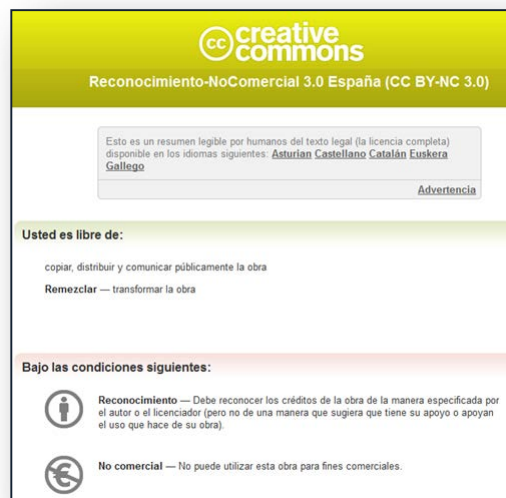 cc creative
commons
Reconocimiento-NoComercial 3.0 España (CC BY-NC 3.0)
Esto es un resumen legible por humanos del texto legal (la licencia completa)
disponible en los idiomas siguientes: Asturian Castellano Catalán Euskera
Gallego
Advertencia
Usted es libre de:
copiar, distribuir y comunicar públicamente la obra
Remezclar — transformar la obra
Bajo las condiciones siguientes:
Reconocimiento — Debe reconocer los créditos de la obra de la manera especificada por
el autor o el licenciador (pero no de una manera que sugiera que tiene su apoyo o apoyan
el uso que hace de su obra).
No comercial — No puede utilizar esta obra para fines comerciales.